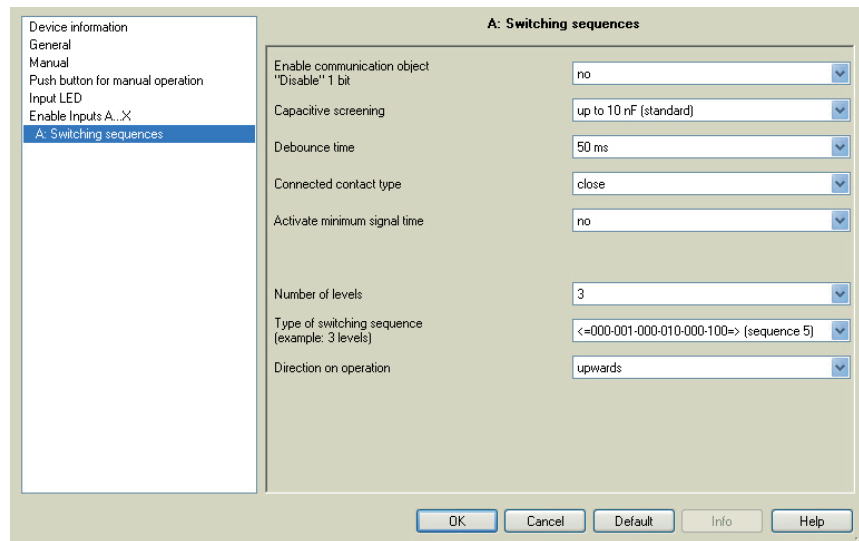 A: Switching sequences
Device information
General
Manual
Push button for manual operation
Input LED
Enable Inputs A...X
A: Switching sequences
Enable communication object
"Disable" 1 bit
no
Capacitive screening
up to 10 nF (standard)
Debounce time
50 ms
Connected contact type
close
Activate minimum signal time
no
Number of levels
3
Type of switching sequence
(example: 3 levels)
<=000-001-000-010-000-100=> (sequence 5)
Direction on operation
upwards
OK
Cancel
Default
Info
Help